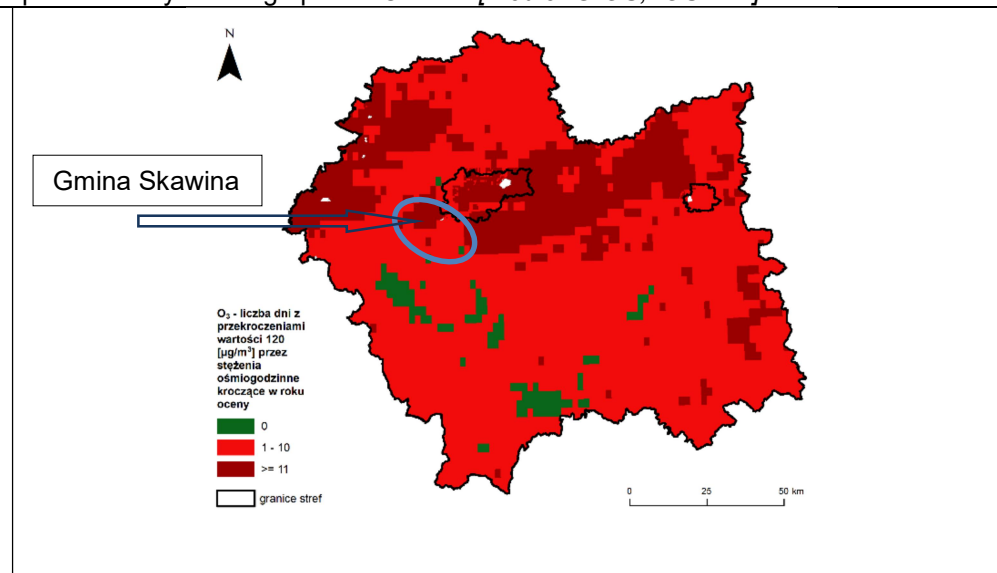 N
Gmina Skawina
O₃ - liczba dni z
przekroczeniami
wartości 120
[µg/m³] przez
stężenia
ośmiogodzinne
kroczące w roku
oceny
0
1 - 10
>= 11
granice stref
0 25 50 km